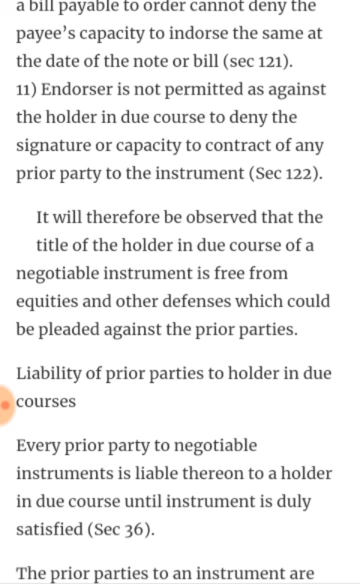 a bill payable to order cannot deny the
payee's capacity to indorse the same at
the date of the note or bill (sec 121).
11) Endorser is not permitted as against
the holder in due course to deny the
signature or capacity to contract of any
prior party to the instrument (Sec 122).
It will therefore be observed that the
title of the holder in due course of a
negotiable instrument is free from
equities and other defenses which could
be pleaded against the prior parties.
Liability of prior parties to holder in due
courses
Every prior party to negotiable
instruments is liable thereon to a holder
in due course until instrument is duly
satisfied (Sec 36).
The prior parties to an instrument are